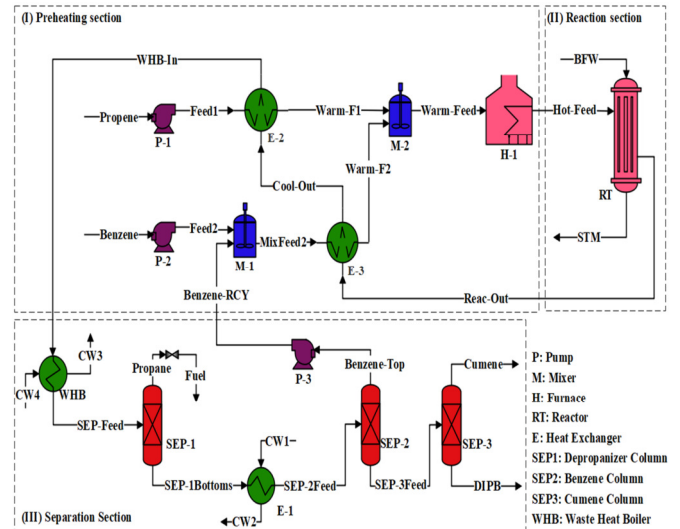 (I) Preheating section
(II) Reaction section
WHB-In
BFW
Propene
Feed1
Warm-F1
Warm-Feed
Hot-Feed
P-1
E-2
M-2
H-1
Warm-F2
Cool-Out
RT
Benzene
Feed2
MixFeed2
STM
P-2
M-1
E-3
Benzene-RCY
Reac-Out
CW3
Propane
Fuel
P-3
Benzene-Top
Cumene
CW4
WHB
SEP-Feed
SEP-1
CW1
SEP-2
SEP-3
SEP-1Bottoms
SEP-2Feed
SEP-3Feed
DIPB
E-1
CW2
(III) Separation Section
P: Pump
M: Mixer
H: Furnace
RT: Reactor
E: Heat Exchanger
SEP1: Depropanizer Column
SEP2: Benzene Column
SEP3: Cumene Column
WHB: Waste Heat Boiler